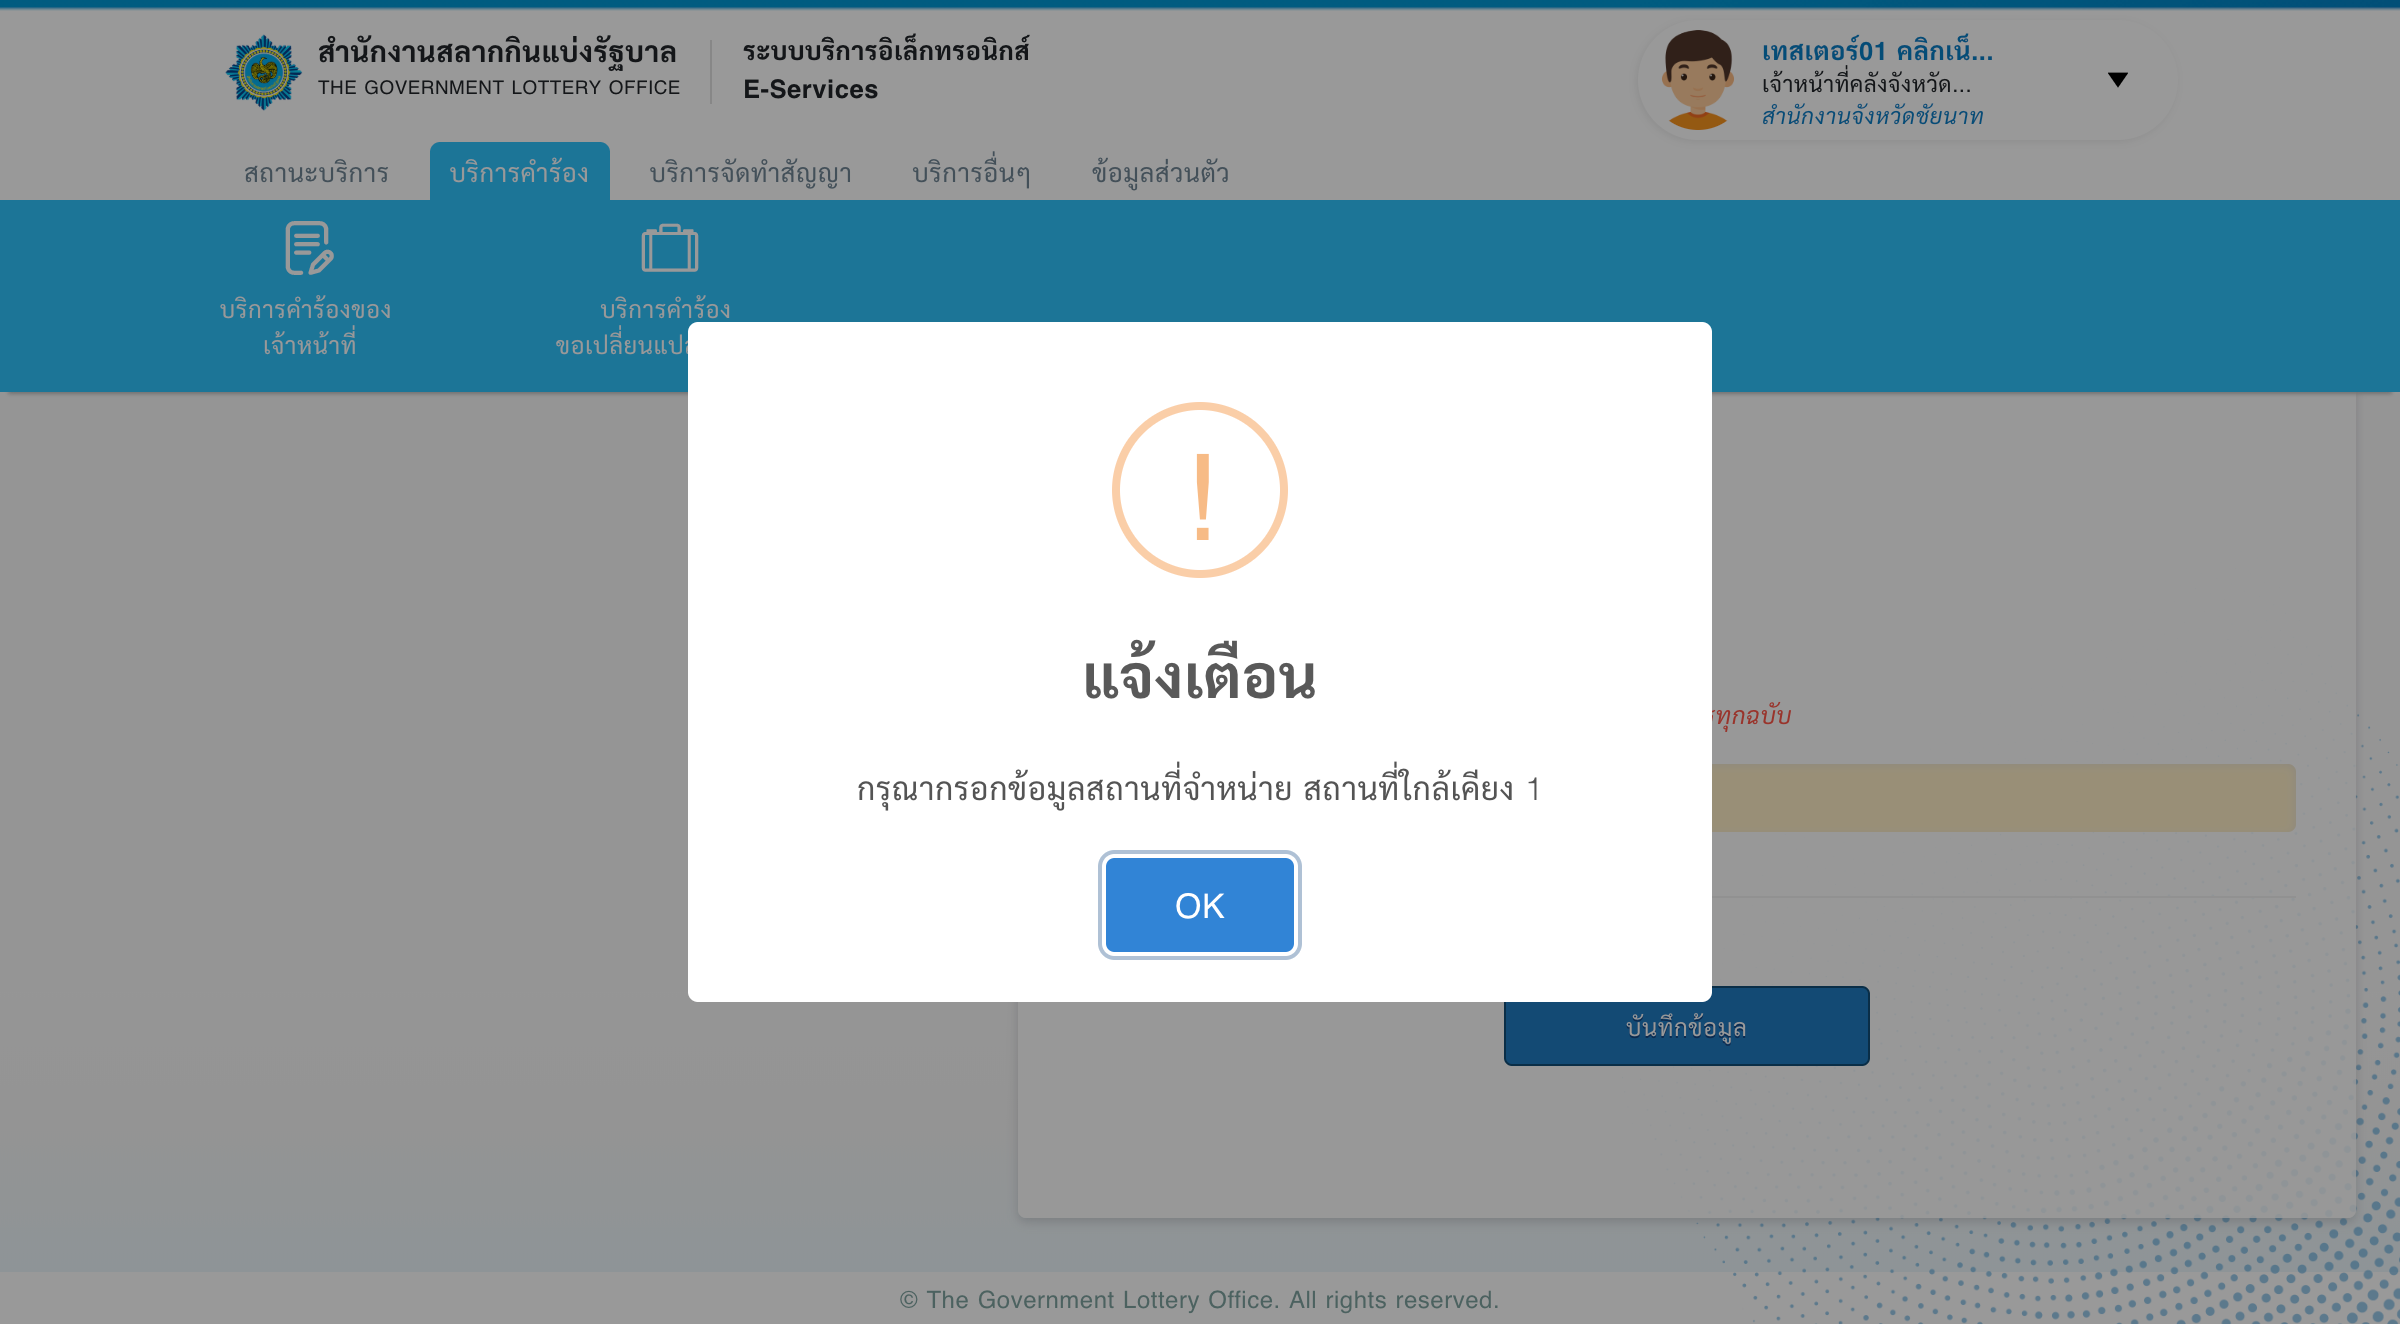 สำนักงานสลากกินแบ่งรัฐบาล
THE GOVERNMENT LOTTERY OFFICE
ระบบบริการอิเล็กทรอนิกส์
E-Services
เทสเตอร์01 คลิกเน็...
เจ้าหน้าที่คลังจังหวัด...
สำนักงานจังหวัดชัยนาท
สถานะบริการ
บริการคำร้อง
บริการจัดทำสัญญา
บริการอื่นๆ
ข้อมูลส่วนตัว
บริการคำร้องของ
เจ้าหน้าที่
บริการคำร้อง
ขอเปลี่ยนแปล
แจ้งเตือน
กรุณากรอกข้อมูลสถานที่จำหน่าย สถานที่ใกล้เคียง 1
OK
ทุกฉบับ
บันทึกข้อมูล
© The Government Lottery Office. All rights reserved.